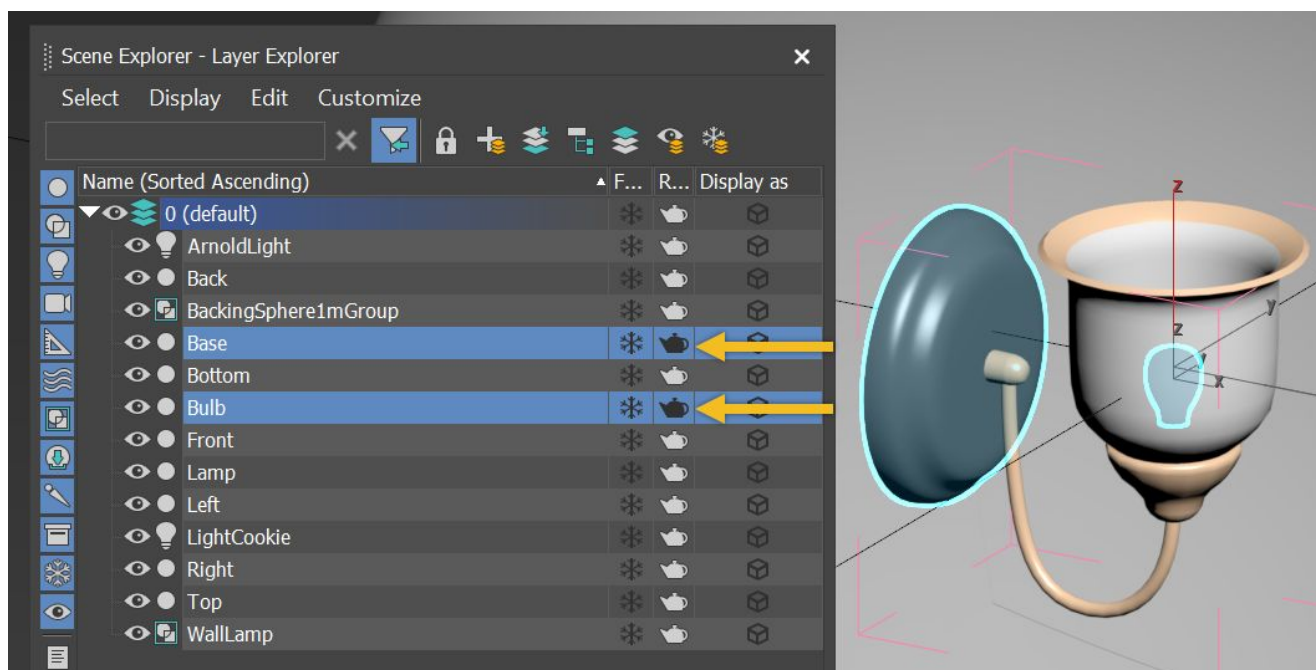 Scene Explorer - Layer Explorer
Select Display Edit Customize
Name (Sorted Ascending) F... R... Display as
0 (default)
ArnoldLight
Back
BackingSphere1mGroup
Base
Bottom
Bulb
Front
Lamp
Left
LightCookie
Right
Top
WallLamp
z
y
z
y
x